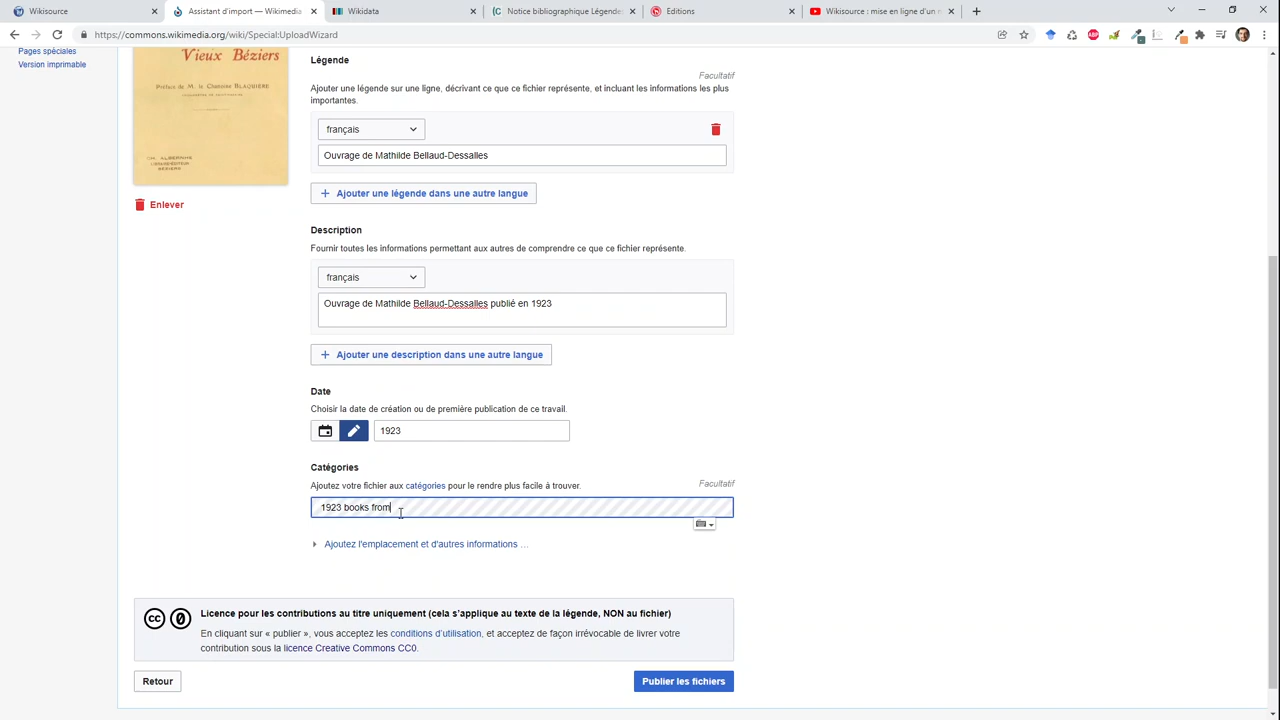 Wikisource
Assistant d'import — Wikimedia
Wikidata
Notice bibliographique Légende
Editions
Wikisource : mise en ligne d'un m
https://commons.wikimedia.org/wiki/Special:UploadWizard
Pages spéciales
Version imprimable
Vieux Béziers
Préface de M. le Chanoine BLAQUIÈRE
LIBRAIRE-ÉDITEUR
BÉZIERS
Enlever
Légende
Facultatif
Ajouter une légende sur une ligne, décrivant ce que ce fichier représente, et incluant les informations les plus
importantes.
français
Ouvrage de Mathilde Bellaud-Dessalles
+ Ajouter une légende dans une autre langue
Description
Fournir toutes les informations permettant aux autres de comprendre ce que ce fichier représente.
français
Ouvrage de Mathilde Bellaud-Dessalles publié en 1923
+ Ajouter une description dans une autre langue
Date
Choisir la date de création ou de première publication de ce travail.
1923
Catégories
Facultatif
Ajoutez votre fichier aux catégories pour le rendre plus facile à trouver.
1923 books from
Ajoutez l'emplacement et d'autres informations …
Licence pour les contributions au titre uniquement (cela s'applique au texte de la légende, NON au fichier)
En cliquant sur « publier », vous acceptez les conditions d'utilisation, et acceptez de façon irrévocable de livrer votre
contribution sous la licence Creative Commons CC0.
Retour
Publier les fichiers